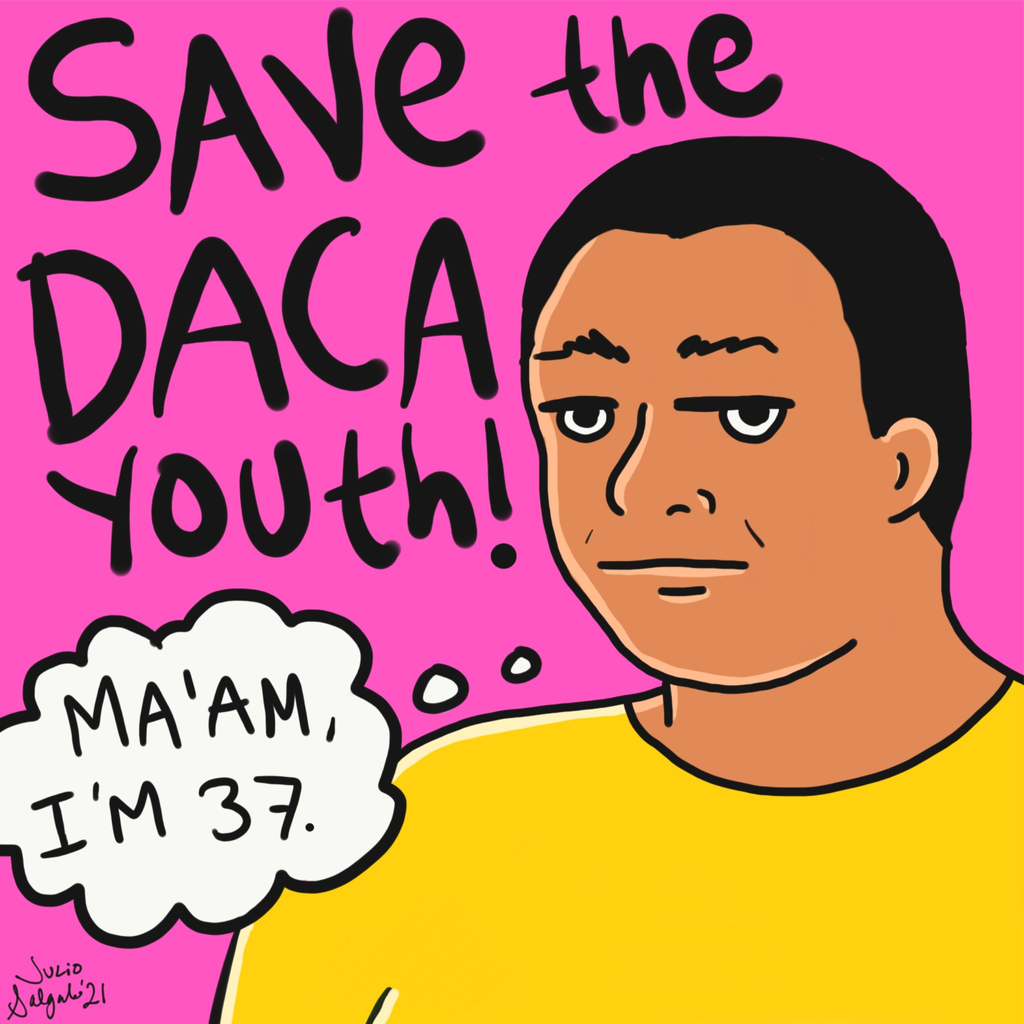 SAVe the
DACA
YOUth!
MA'AM,
I'M 37.
Julio
Salgado '21